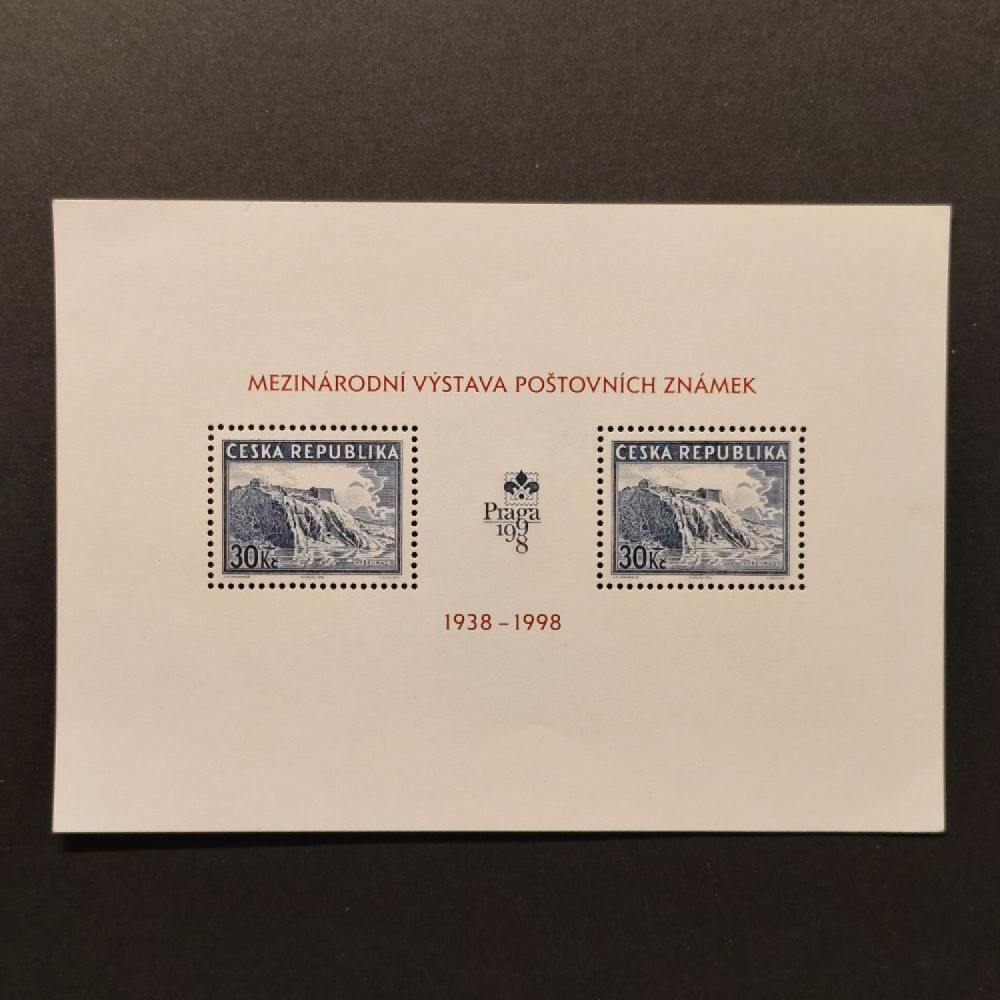 MEZINÁRODNÍ VÝSTAVA POŠTOVNÍCH ZNÁMEK
ČESKÁ REPUBLIKA
30Kč
Praga
1998
ČESKÁ REPUBLIKA
30Kč
1938 – 1998